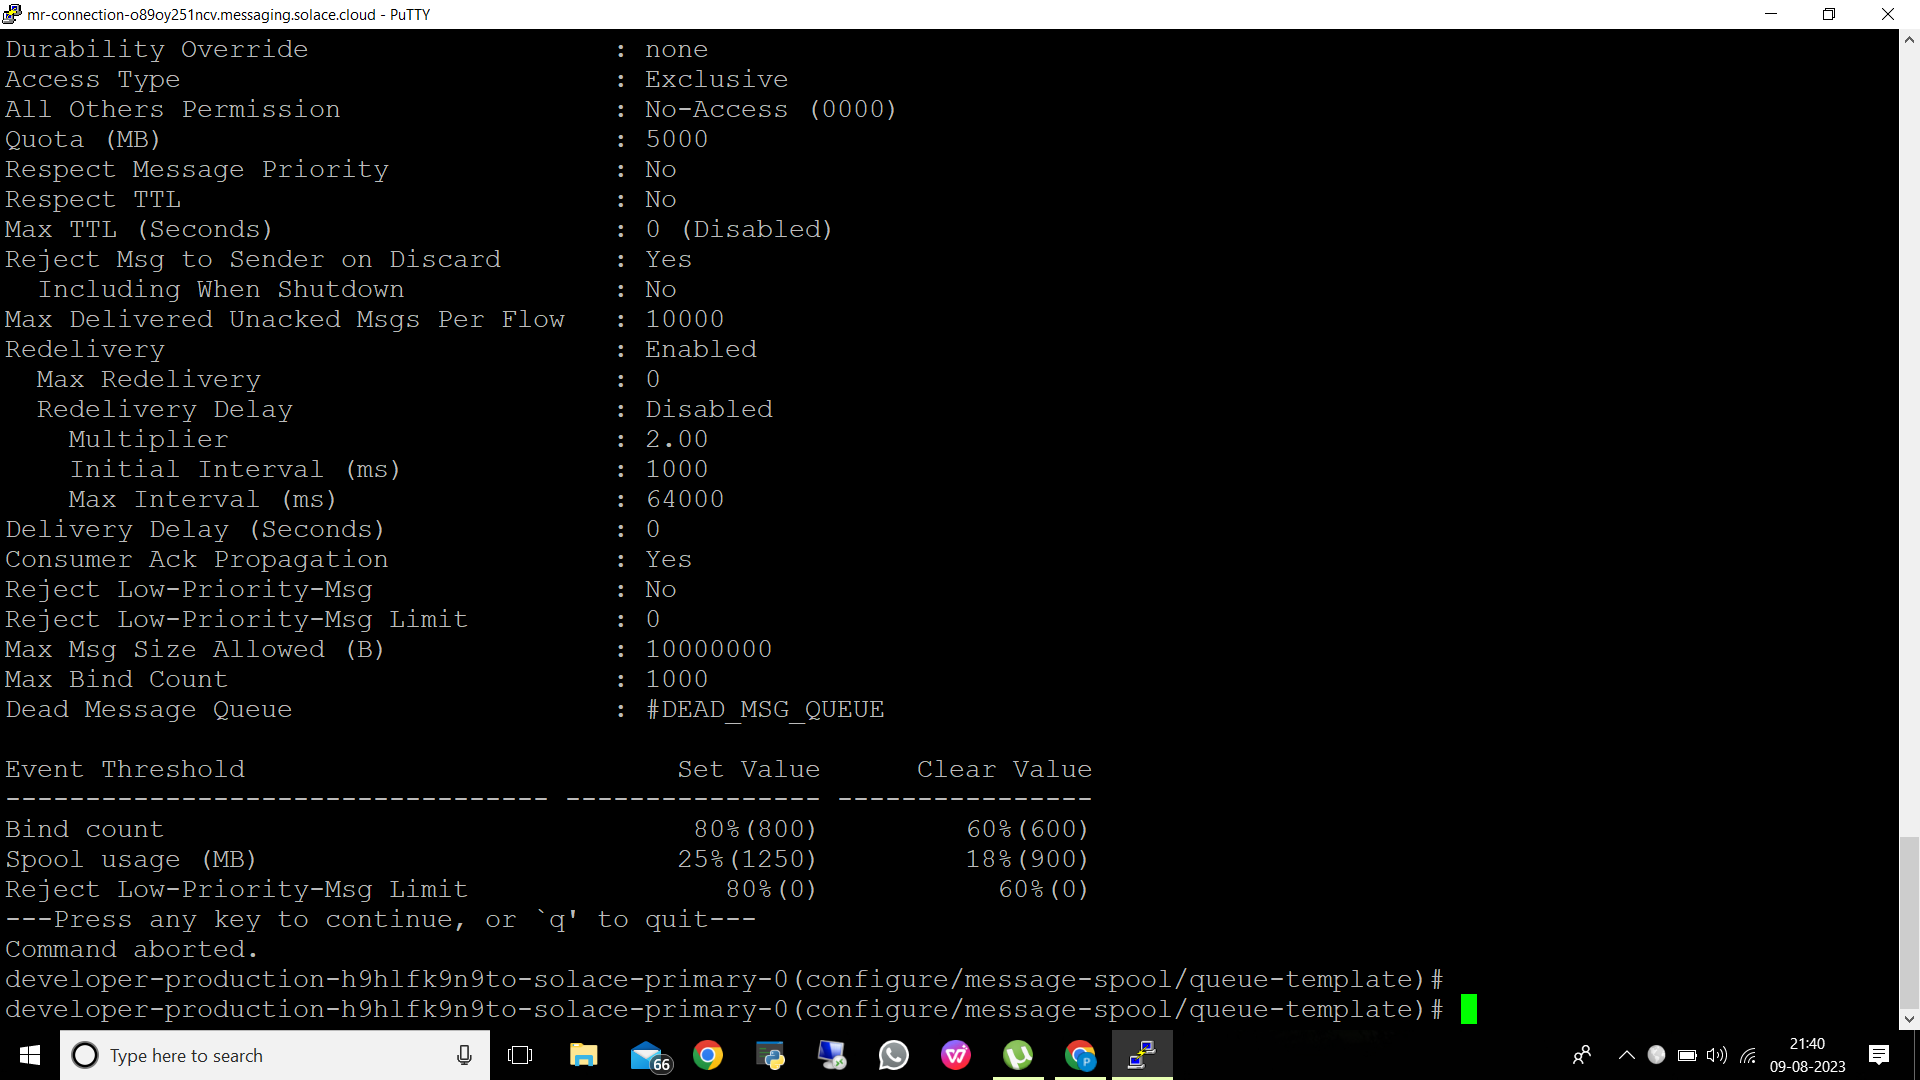 mr-connection-o89oy251ncv.messaging.solace.cloud - PuTTY
Durability Override : none
Access Type : Exclusive
All Others Permission : No-Access (0000)
Quota (MB) : 5000
Respect Message Priority : No
Respect TTL : No
Max TTL (Seconds) : 0 (Disabled)
Reject Msg to Sender on Discard : Yes
Including When Shutdown : No
Max Delivered Unacked Msgs Per Flow : 10000
Redelivery : Enabled
Max Redelivery : 0
Redelivery Delay : Disabled
Multiplier : 2.00
Initial Interval (ms) : 1000
Max Interval (ms) : 64000
Delivery Delay (Seconds) : 0
Consumer Ack Propagation : Yes
Reject Low-Priority-Msg : No
Reject Low-Priority-Msg Limit : 0
Max Msg Size Allowed (B) : 10000000
Max Bind Count : 1000
Dead Message Queue : #DEAD_MSG_QUEUE
Event Threshold Set Value Clear Value
---------------------------------- ---------------- ----------------
Bind count 80%(800) 60%(600)
Spool usage (MB) 25%(1250) 18%(900)
Reject Low-Priority-Msg Limit 80%(0) 60%(0)
---Press any key to continue, or `q' to quit---
Command aborted.
developer-production-h9hlfk9n9to-solace-primary-0(configure/message-spool/queue-template)#
developer-production-h9hlfk9n9to-solace-primary-0(configure/message-spool/queue-template)#
Type here to search
66
P
21:40
09-08-2023